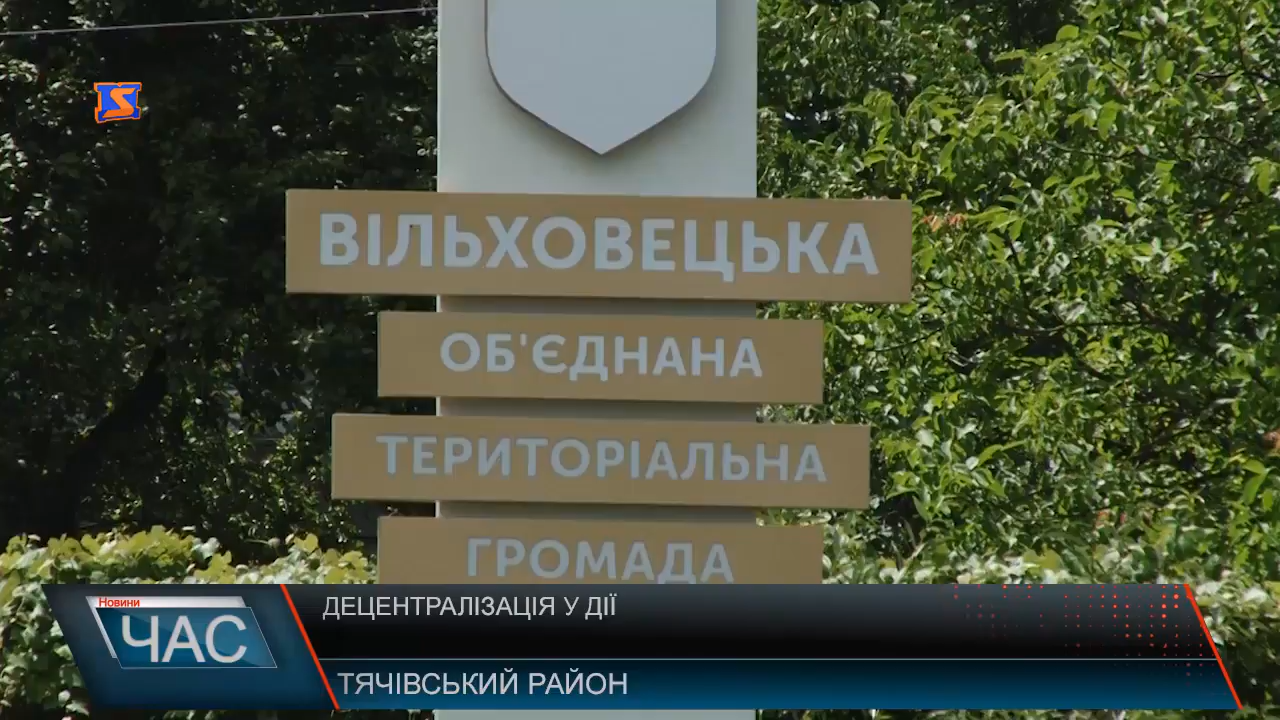 ВІЛЬХОВЕЦЬКА
ОБ'ЄДНАНА
ТЕРИТОРІАЛЬНА
ГРОМАДА
Новини
ЧАС
ДЕЦЕНТРАЛІЗАЦІЯ У ДІЇ
ТЯЧІВСЬКИЙ РАЙОН